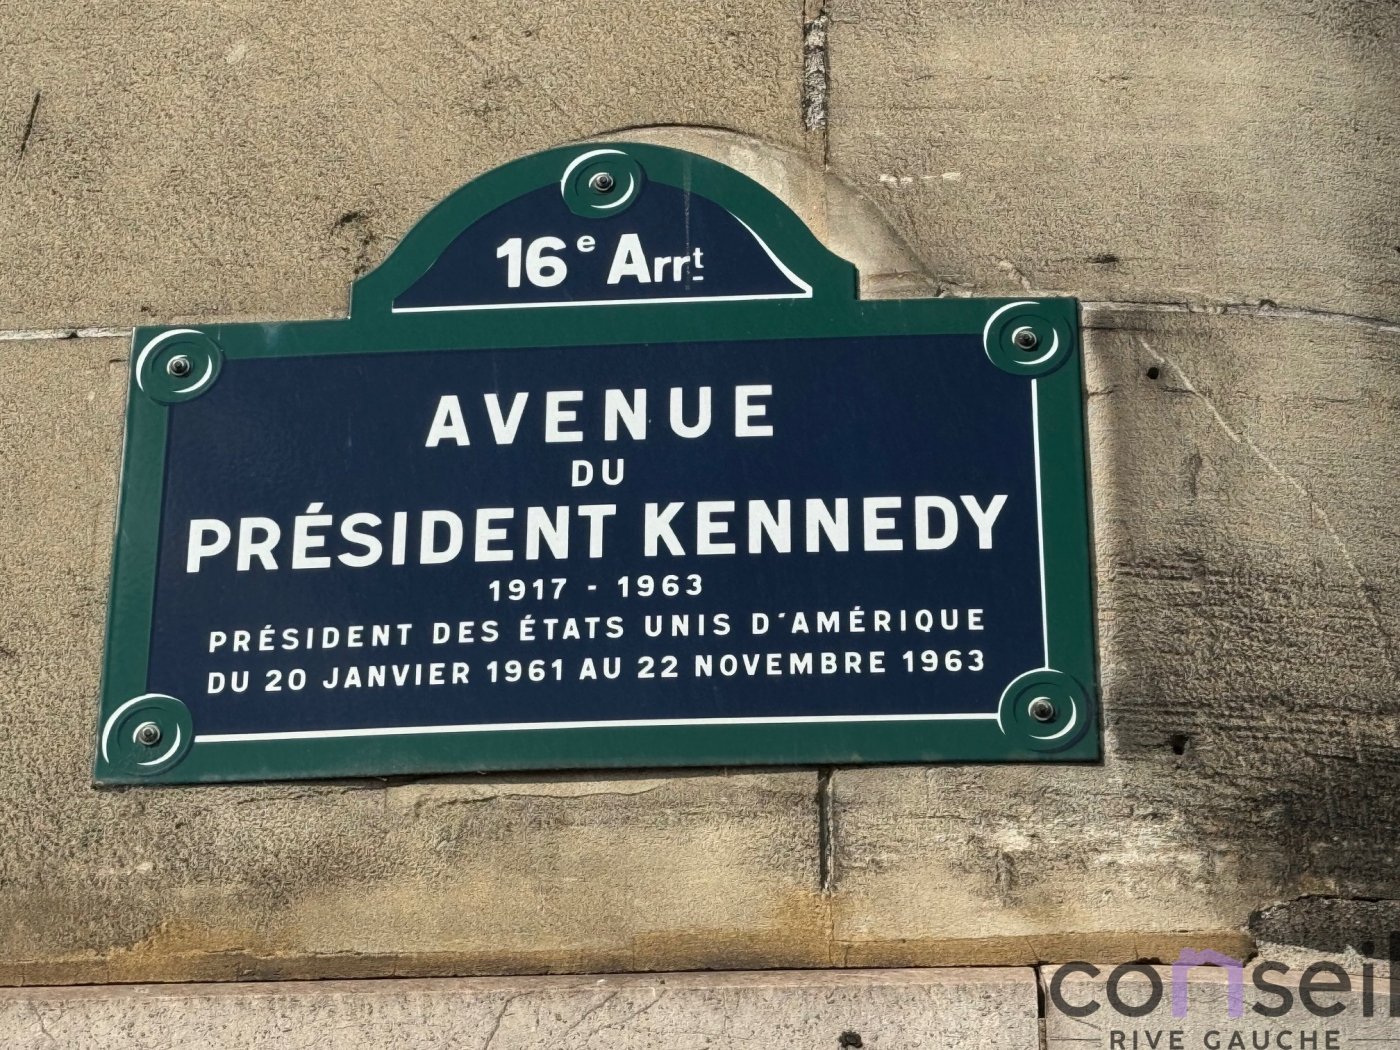 16e Arrt
AVENUE
DU
PRÉSIDENT KENNEDY
1917 - 1963
PRÉSIDENT DES ÉTATS UNIS D'AMÉRIQUE
DU 20 JANVIER 1961 AU 22 NOVEMBRE 1963
conseil
RIVE GAUCHE